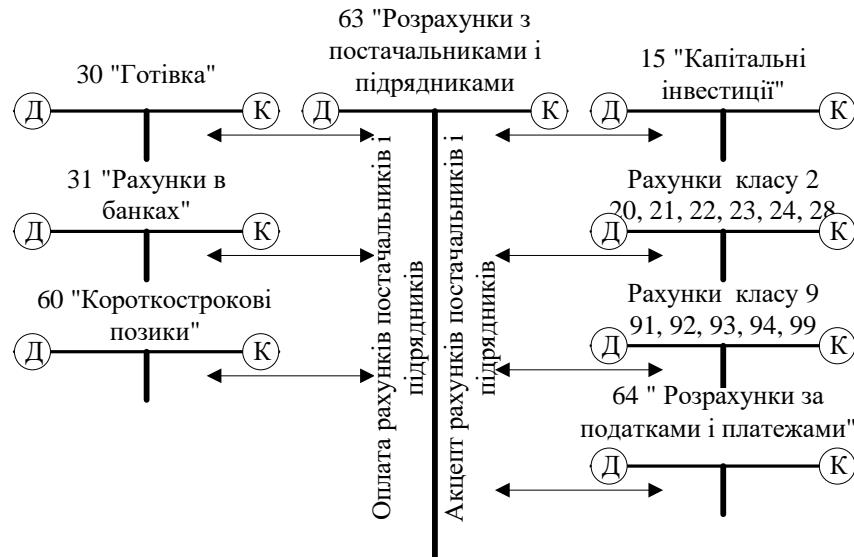 63 "Розрахунки з
постачальниками і
підрядниками
30 "Готівка"
15 "Капітальні
інвестиції"
Д
К
Д
К
Д
К
31 "Рахунки в
банках"
Рахунки класу 2
20, 21, 22, 23, 24, 28
Д
К
Д
К
60 "Короткострокові
позики"
Рахунки класу 9
91, 92, 93, 94, 99
Д
К
Д
К
Оплата рахунків постачальників і
підрядників
Акцепт рахунків постачальників і
підрядників
64 " Розрахунки за
податками і платежами"
Д
К